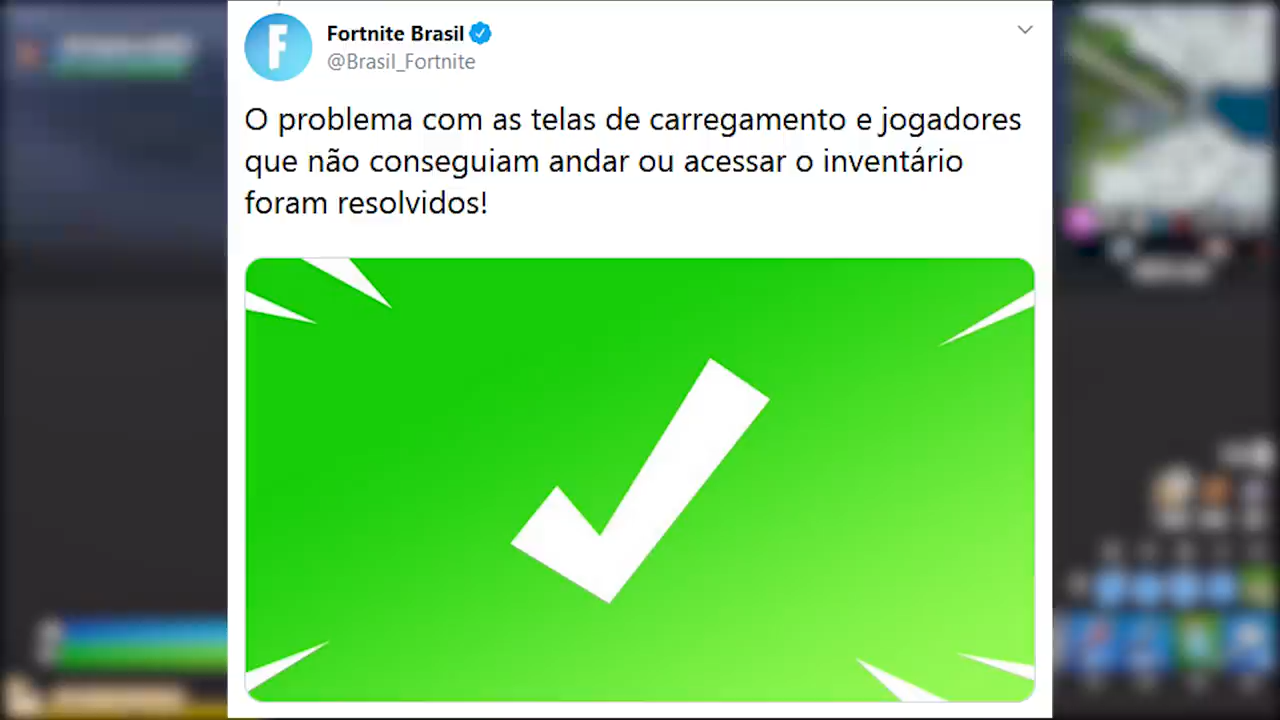 Fortnite Brasil
@Brasil_Fortnite
O problema com as telas de carregamento e jogadores
que não conseguiam andar ou acessar o inventário
foram resolvidos!